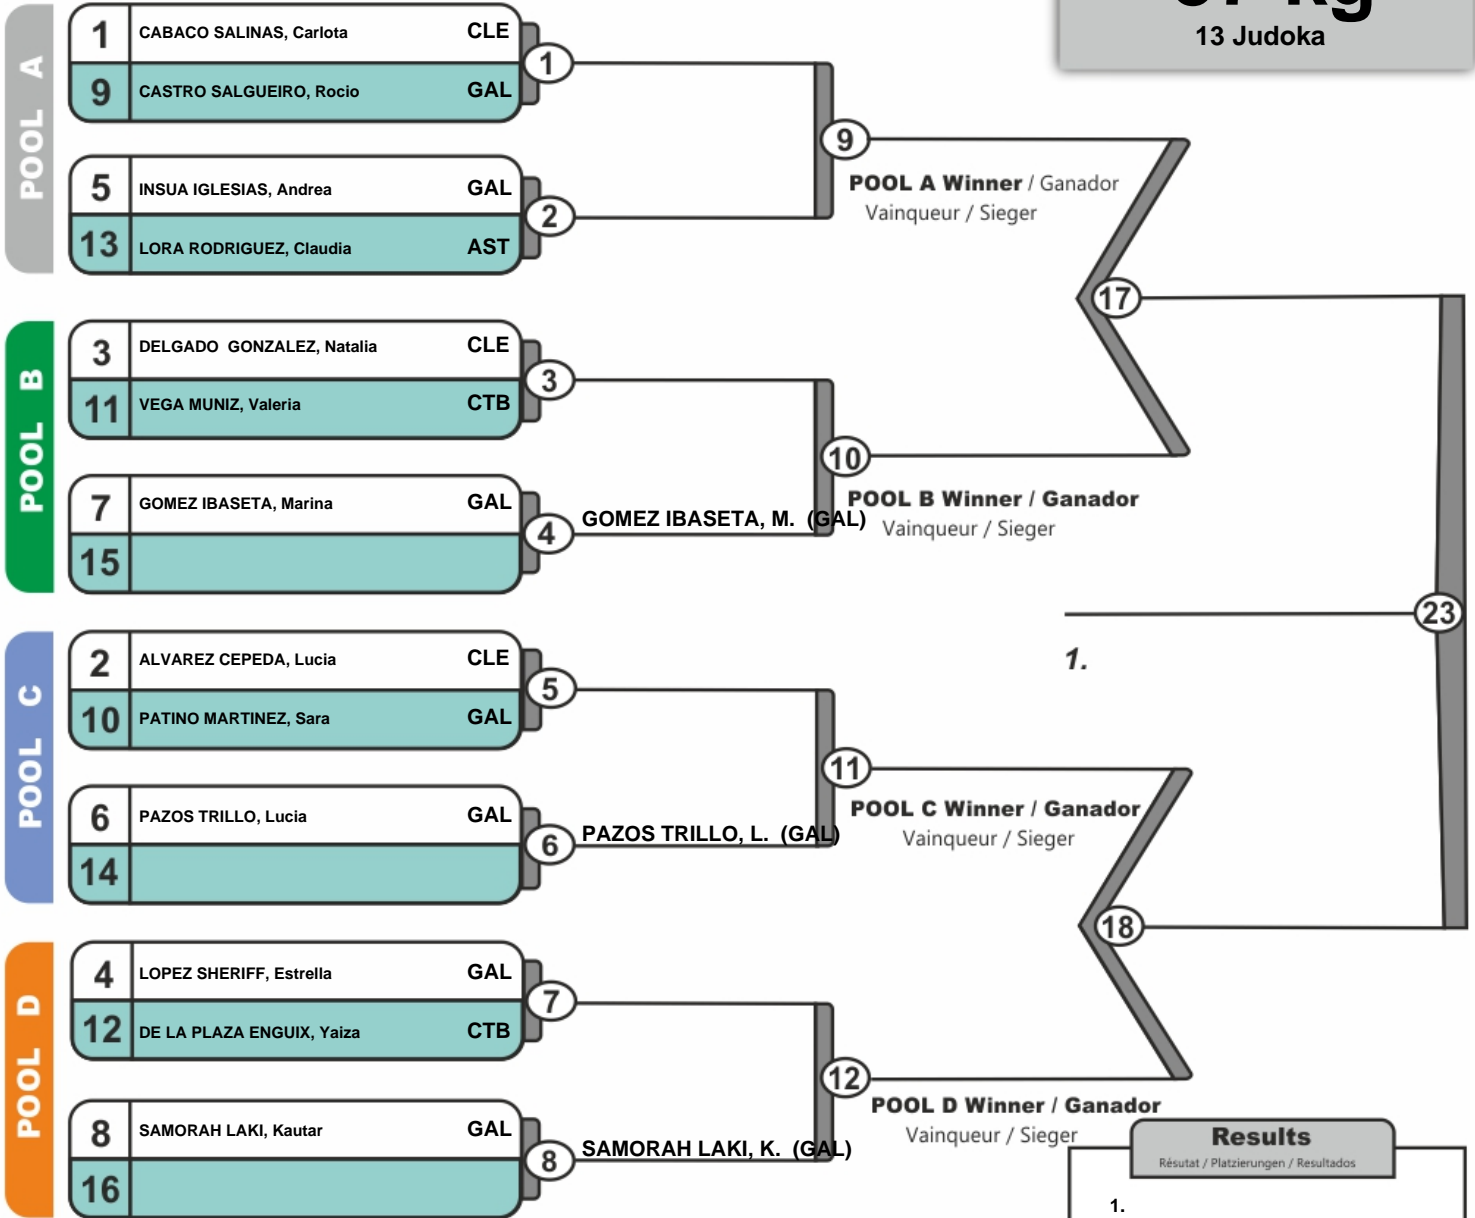 kg
13 Judoka
POOL A
1 CABACO SALINAS, Carlota CLE
9 CASTRO SALGUEIRO, Rocio GAL
1
5 INSUA IGLESIAS, Andrea GAL
13 LORA RODRIGUEZ, Claudia AST
2
9
POOL A Winner / Ganador
Vainqueur / Sieger
17
POOL B
3 DELGADO  GONZALEZ, Natalia CLE
11 VEGA MUNIZ, Valeria CTB
3
7 GOMEZ IBASETA, Marina GAL
15
4
GOMEZ IBASETA, M.  (GAL)
10
POOL B Winner / Ganador
Vainqueur / Sieger
23
1.
POOL C
2 ALVAREZ CEPEDA, Lucia CLE
10 PATINO MARTINEZ, Sara GAL
5
6 PAZOS TRILLO, Lucia GAL
14
6
PAZOS TRILLO, L.  (GAL)
11
POOL C Winner / Ganador
Vainqueur / Sieger
18
POOL D
4 LOPEZ SHERIFF, Estrella GAL
12 DE LA PLAZA ENGUIX, Yaiza CTB
7
8 SAMORAH LAKI, Kautar GAL
16
8
SAMORAH LAKI, K.  (GAL)
12
POOL D Winner / Ganador
Vainqueur / Sieger
Results
Résutat / Platzierungen / Resultados
1.